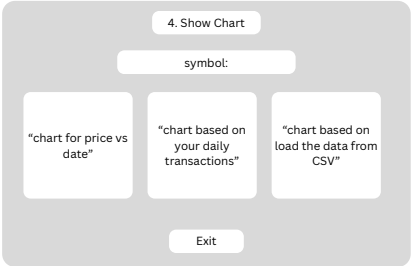 4. Show Chart
symbol:
“chart for price vs
date”
“chart based on
your daily
transactions”
“chart based on
load the data from
CSV”
Exit